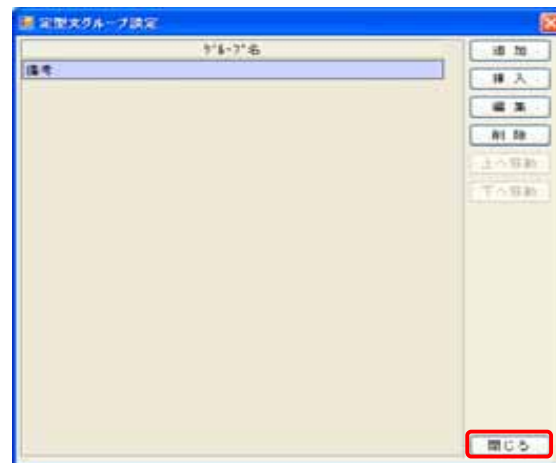 定型文グループ設定
ｸﾞﾙｰﾌﾟ名
備考
追 加
挿 入
編 集
削 除
上へ移動
下へ移動
閉じる